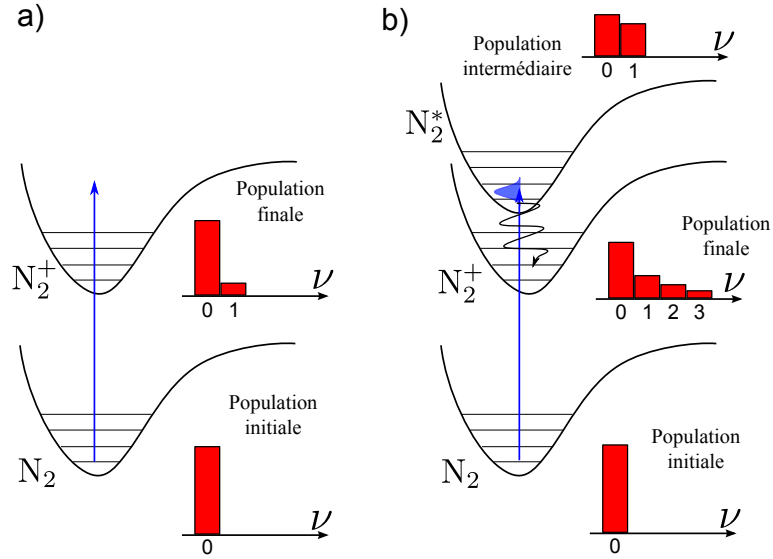 a)
N₂⁺
Population
finale
ν
0 1
N₂
Population
initiale
ν
0
b)
Population
intermédiaire
ν
0 1
N₂*
N₂⁺
Population
finale
ν
0 1 2 3
N₂
Population
initiale
ν
0